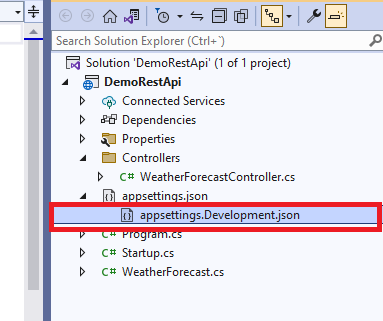 Search Solution Explorer (Ctrl+´)
Solution 'DemoRestApi' (1 of 1 project)
DemoRestApi
Connected Services
Dependencies
Properties
Controllers
WeatherForecastController.cs
appsettings.json
appsettings.Development.json
Program.cs
Startup.cs
WeatherForecast.cs